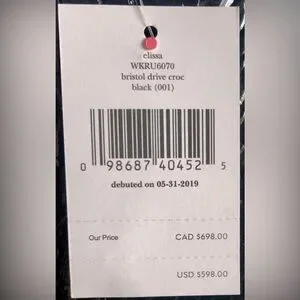 elissa
WKRU6070
bristol drive croc
black (001)
0 98687 40452 5
debuted on 05-31-2019
Our Price CAD $698.00
USD $598.00